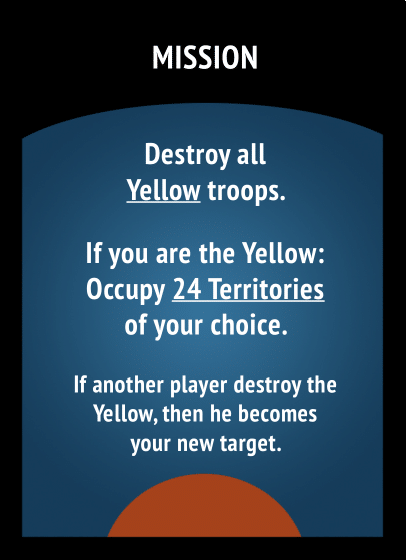 MISSION
Destroy all
Yellow troops.
If you are the Yellow:
Occupy 24 Territories
of your choice.
If another player destroy the
Yellow, then he becomes
your new target.